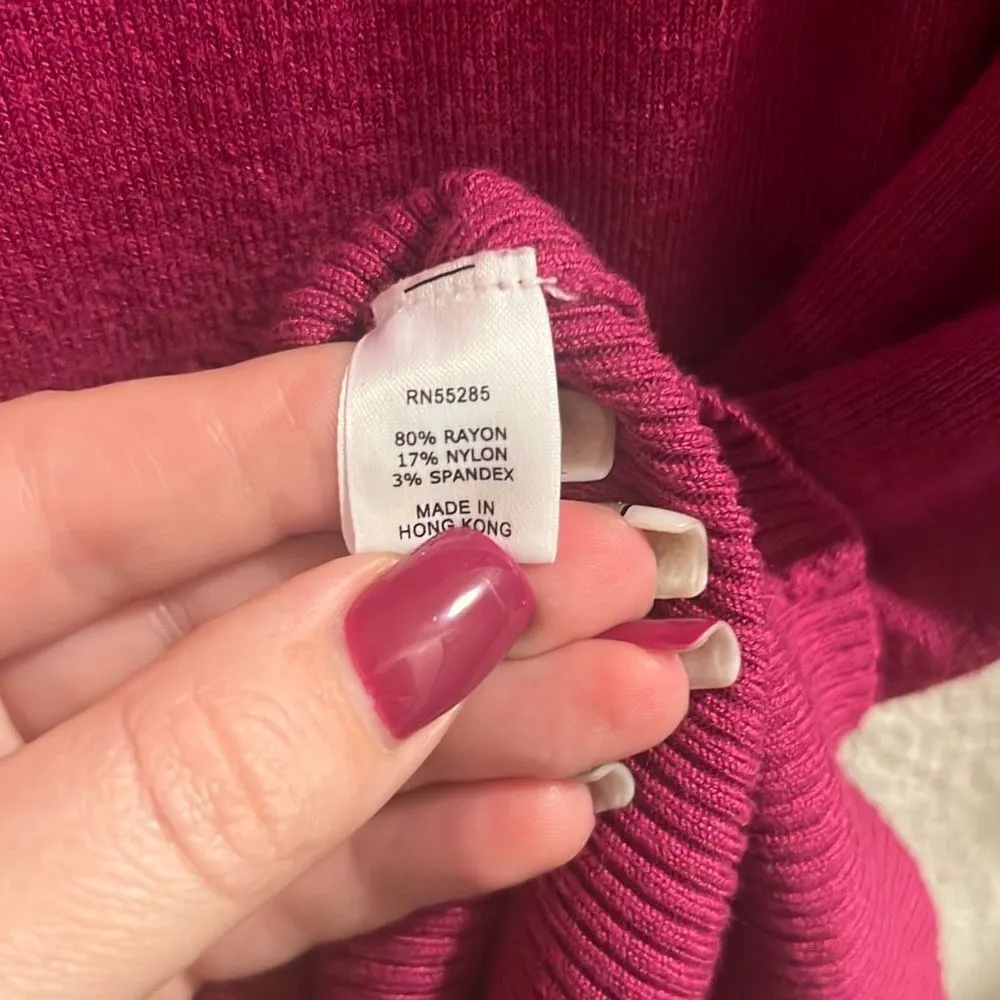 RN55285
80% RAYON
17% NYLON
3% SPANDEX
MADE IN
HONG KONG